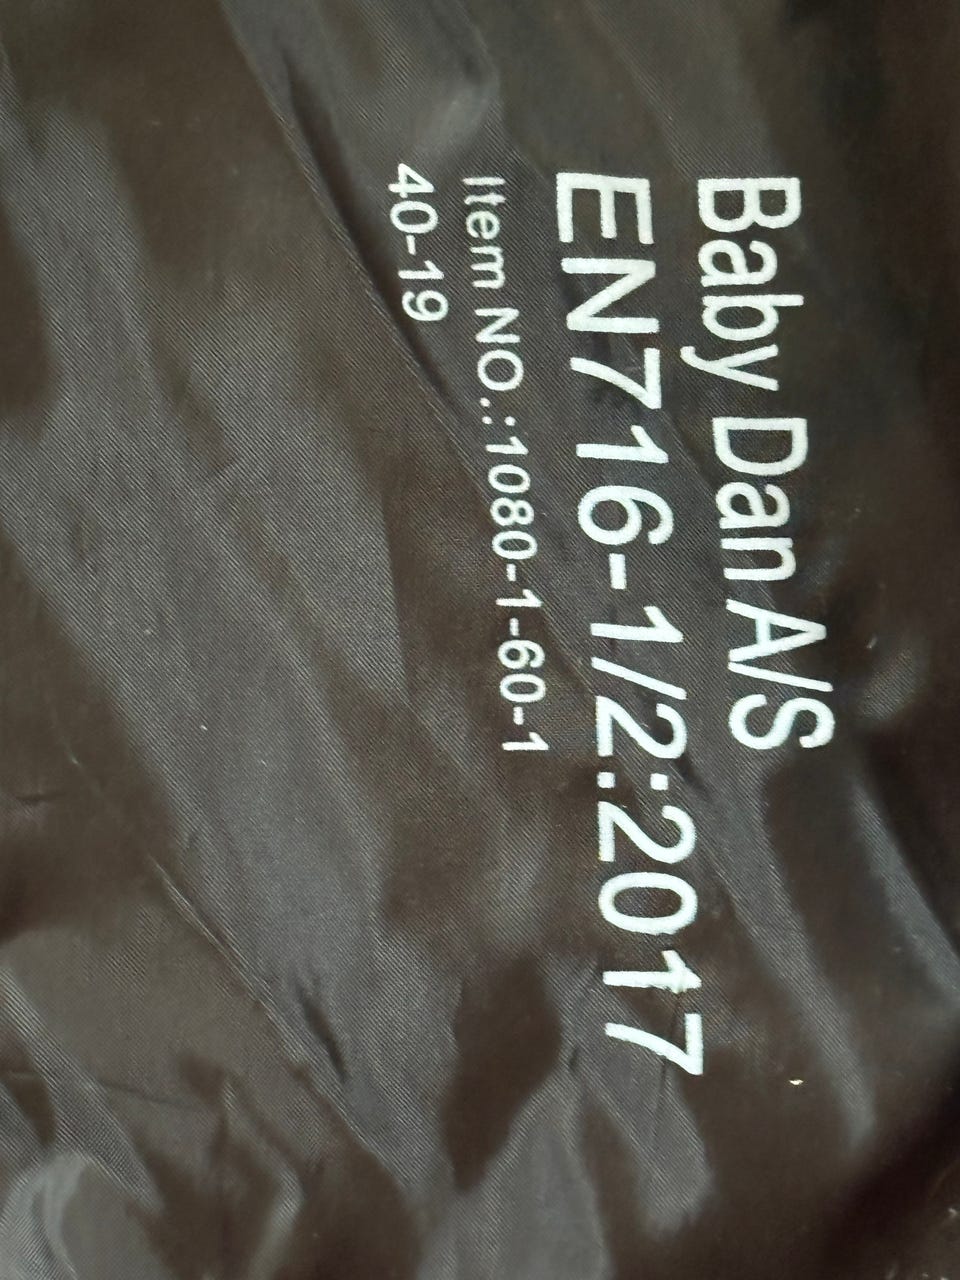 Baby Dan A/S
EN716-1/2:2017
Item NO.:1080-1-60-1
40-19